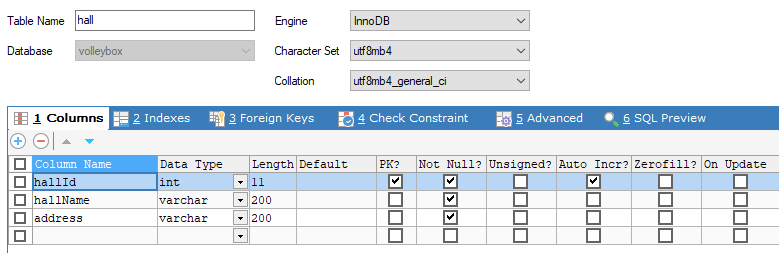 Table Name hall Engine InnoDB
Database volleybox Character Set utf8mb4
Collation utf8mb4_general_ci
1 Columns 2 Indexes 3 Foreign Keys 4 Check Constraint 5 Advanced 6 SQL Preview
Column Name Data Type Length Default PK? Not Null? Unsigned? Auto Incr? Zerofill? On Update
hallId int 11
hallName varchar 200
address varchar 200